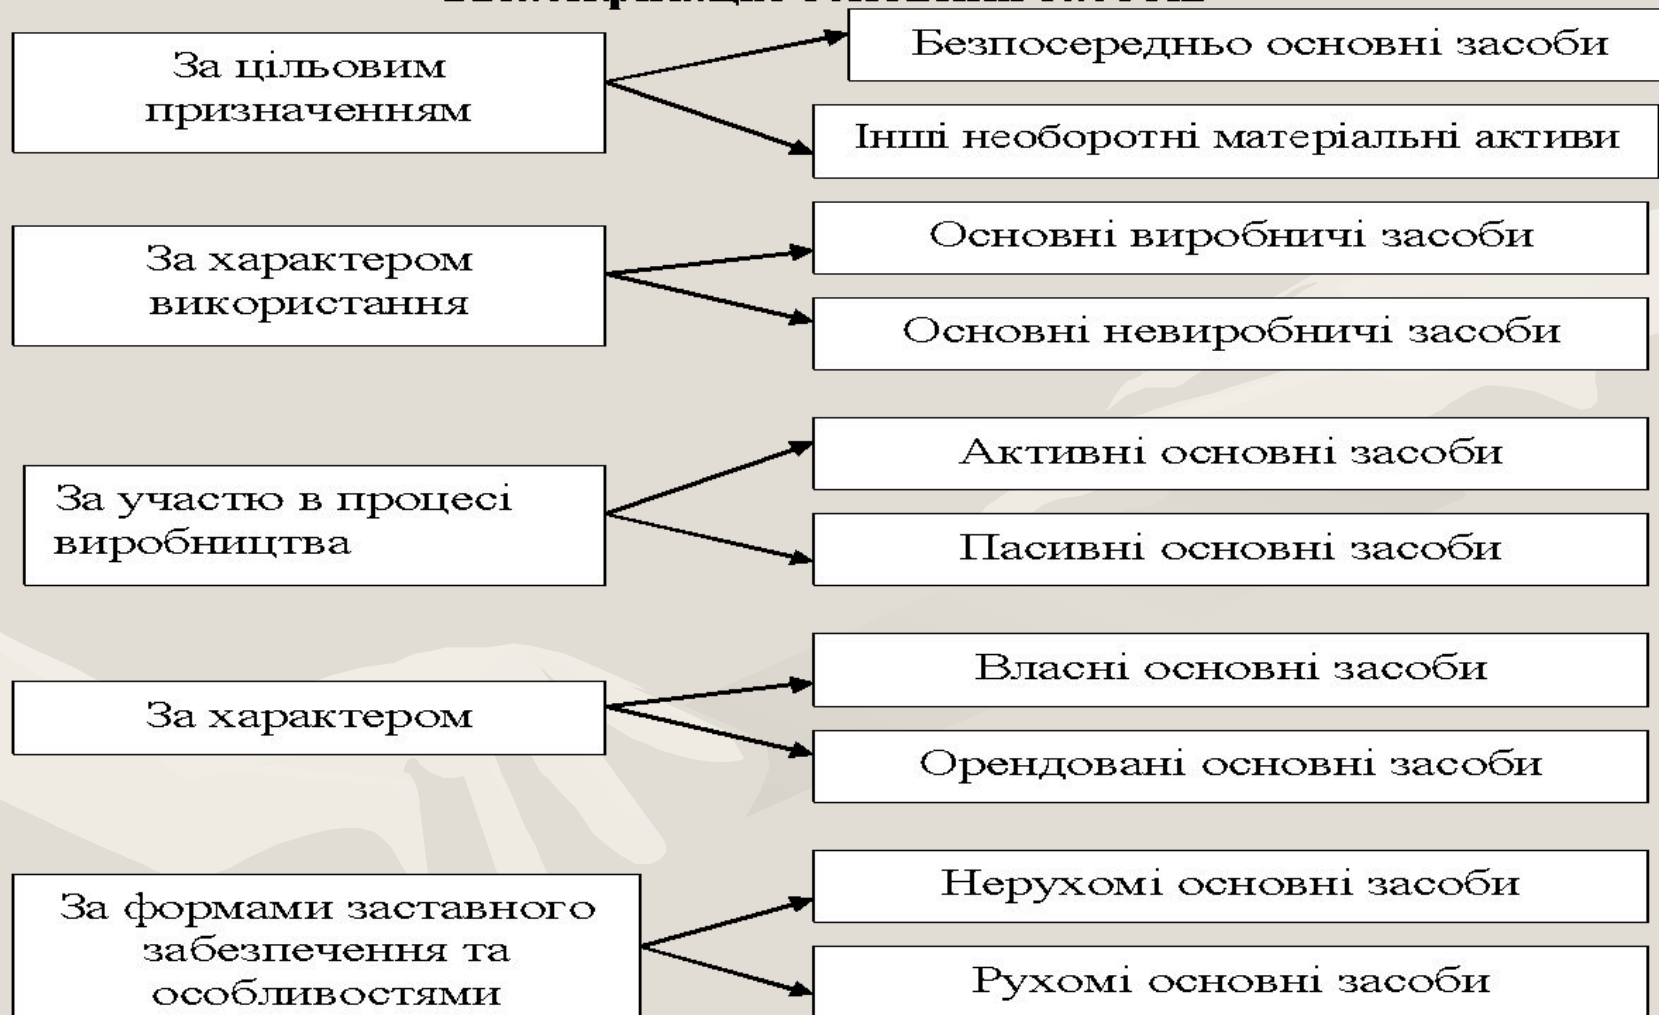 За цільовим
призначенням
Безпосередньо основні засоби
Інші необоротні матеріальні активи
За характером
використання
Основні виробничі засоби
Основні невиробничі засоби
За участю в процесі
виробництва
Активні основні засоби
Пасивні основні засоби
За характером
Власні основні засоби
Орендовані основні засоби
За формами заставного
забезпечення та
особливостями
Нерухомі основні засоби
Рухомі основні засоби